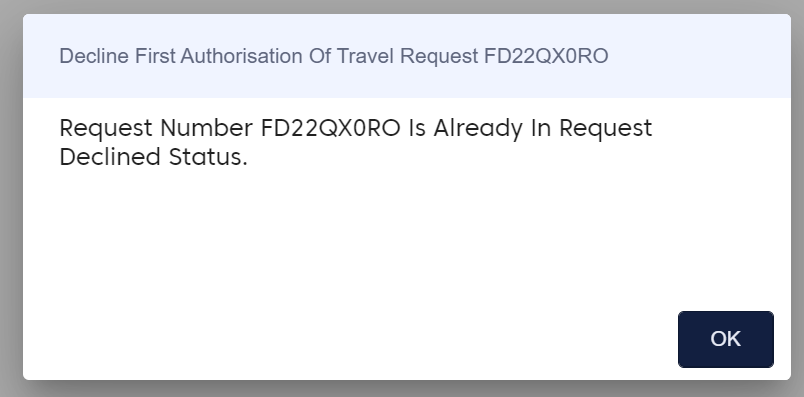 Decline First Authorisation Of Travel Request FD22QX0RO
Request Number FD22QX0RO Is Already In Request
Declined Status.
OK